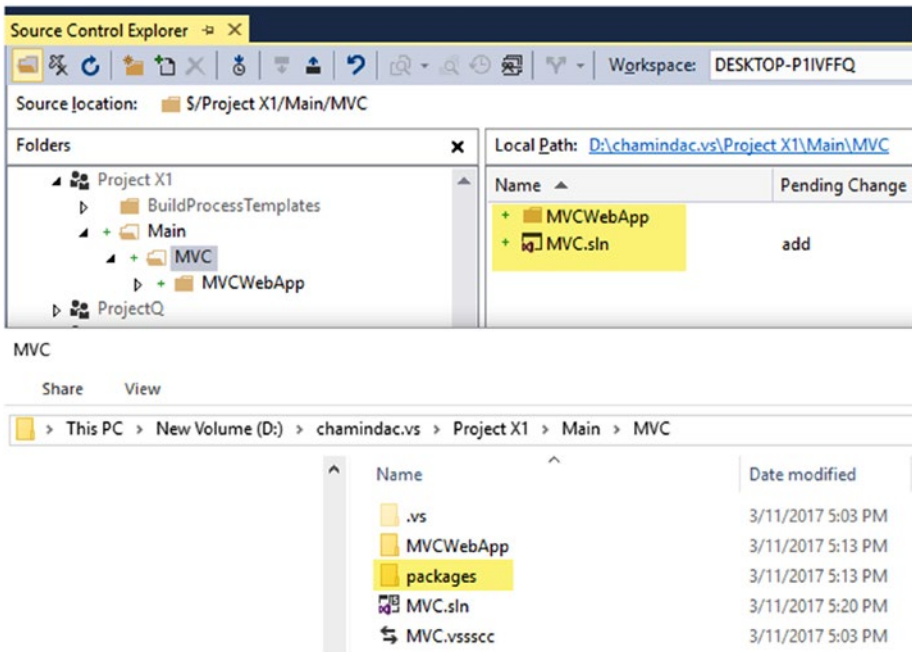 Source Control Explorer
Workspace: DESKTOP-P1IVFFQ
Source location: $/Project X1/Main/MVC
Folders
Local Path: D:\chamindac.vs\Project X1\Main\MVC
Project X1
BuildProcessTemplates
Main
MVC
MVCWebApp
ProjectQ
Name Pending Change
MVCWebApp
MVC.sln add
MVC
Share View
> This PC > New Volume (D:) > chamindac.vs > Project X1 > Main > MVC
Name Date modified
.vs 3/11/2017 5:03 PM
MVCWebApp 3/11/2017 5:13 PM
packages 3/11/2017 5:13 PM
MVC.sln 3/11/2017 5:20 PM
MVC.vssscc 3/11/2017 5:03 PM